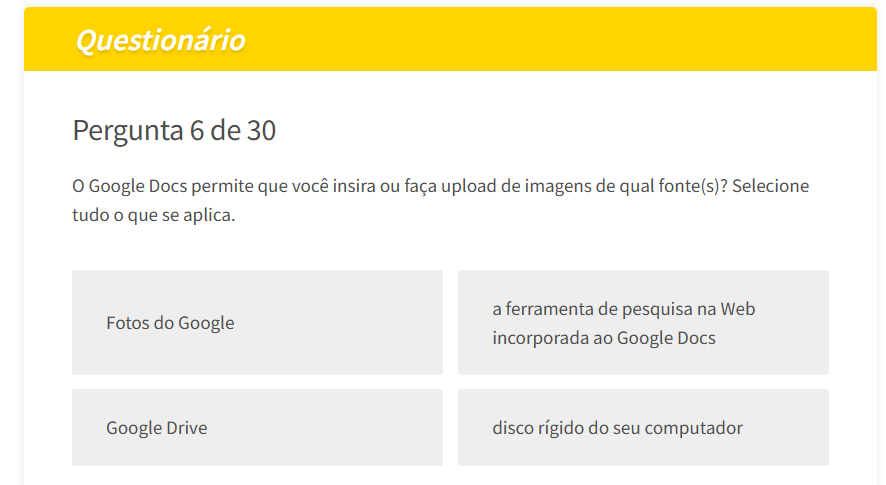 Questionário
Pergunta 6 de 30
O Google Docs permite que você insira ou faça upload de imagens de qual fonte(s)? Selecione
tudo o que se aplica.
Fotos do Google
a ferramenta de pesquisa na Web
incorporada ao Google Docs
Google Drive
disco rígido do seu computador